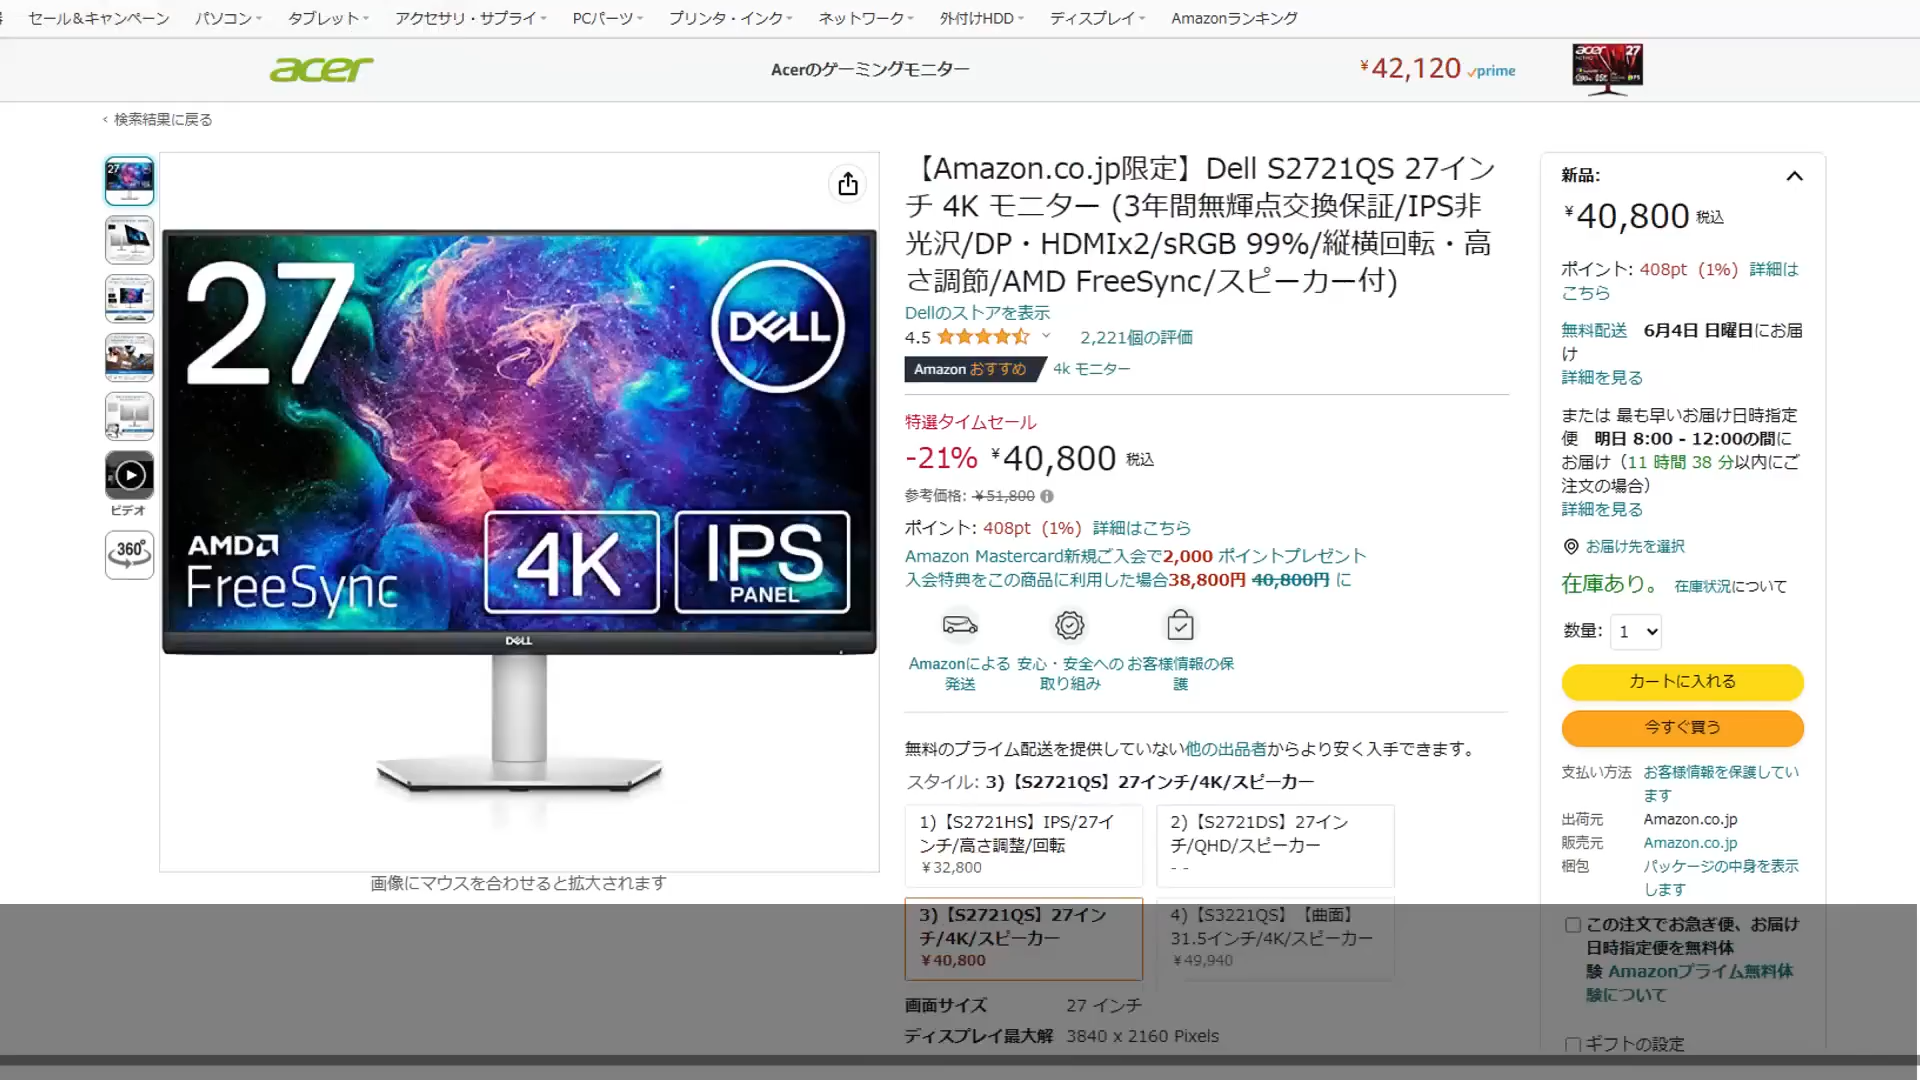 セール&キャンペーン パソコン タブレット アクセサリ・サプライ PCパーツ プリンタ・インク ネットワーク 外付けHDD ディスプレイ Amazonランキング
acer Acerのゲーミングモニター ¥42,120 prime
acer 27
‹ 検索結果に戻る
27
ビデオ
360°
27
DELL
AMD
FreeSync
4K
IPS
PANEL
DELL
画像にマウスを合わせると拡大されます
【Amazon.co.jp限定】Dell S2721QS 27イン
チ 4K モニター (3年間無輝点交換保証/IPS非
光沢/DP・HDMIx2/sRGB 99%/縦横回転・高
さ調節/AMD FreeSync/スピーカー付)
Dellのストアを表示
4.5 2,221個の評価
Amazon おすすめ 4k モニター
特選タイムセール
-21% ¥40,800 税込
参考価格: ¥51,800
ポイント: 408pt (1%) 詳細はこちら
Amazon Mastercard新規ご入会で2,000 ポイントプレゼント
入会特典をこの商品に利用した場合38,800円 40,800円 に
Amazonによる
発送
安心・安全への
取り組み
お客様情報の保
護
無料のプライム配送を提供していない他の出品者からより安く入手できます。
スタイル: 3)【S2721QS】27インチ/4K/スピーカー
1)【S2721HS】IPS/27イ
ンチ/高さ調整/回転
¥32,800
2)【S2721DS】27イン
チ/QHD/スピーカー
- -
3)【S2721QS】27イン
チ/4K/スピーカー
¥40,800
4)【S3221QS】【曲面】
31.5インチ/4K/スピーカー
¥49,940
画面サイズ 27 インチ
ディスプレイ最大解 3840 x 2160 Pixels
新品:
¥40,800 税込
ポイント: 408pt (1%) 詳細は
こちら
無料配送 6月4日 日曜日にお届
け
詳細を見る
または 最も早いお届け日時指定
便 明日 8:00 - 12:00の間に
お届け(11 時間 38 分以内にご
注文の場合)
詳細を見る
お届け先を選択
在庫あり。 在庫状況について
数量: 1
カートに入れる
今すぐ買う
支払い方法 お客様情報を保護してい
ます
出荷元 Amazon.co.jp
販売元 Amazon.co.jp
梱包 パッケージの中身を表示
します
この注文でお急ぎ便、お届け
日時指定便を無料体
験 Amazonプライム無料体
験について
ギフトの設定